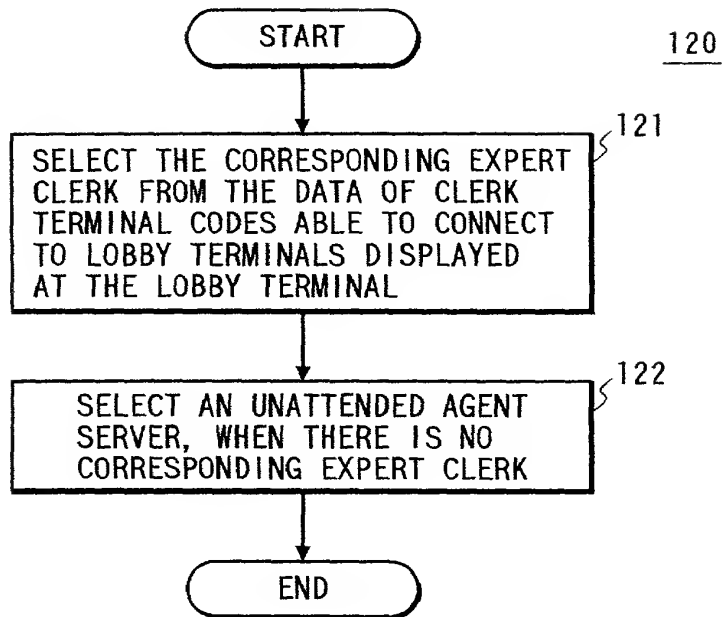 START
120
121
SELECT THE CORRESPONDING EXPERT
CLERK FROM THE DATA OF CLERK
TERMINAL CODES ABLE TO CONNECT
TO LOBBY TERMINALS DISPLAYED
AT THE LOBBY TERMINAL
122
SELECT AN UNATTENDED AGENT
SERVER, WHEN THERE IS NO
CORRESPONDING EXPERT CLERK
END